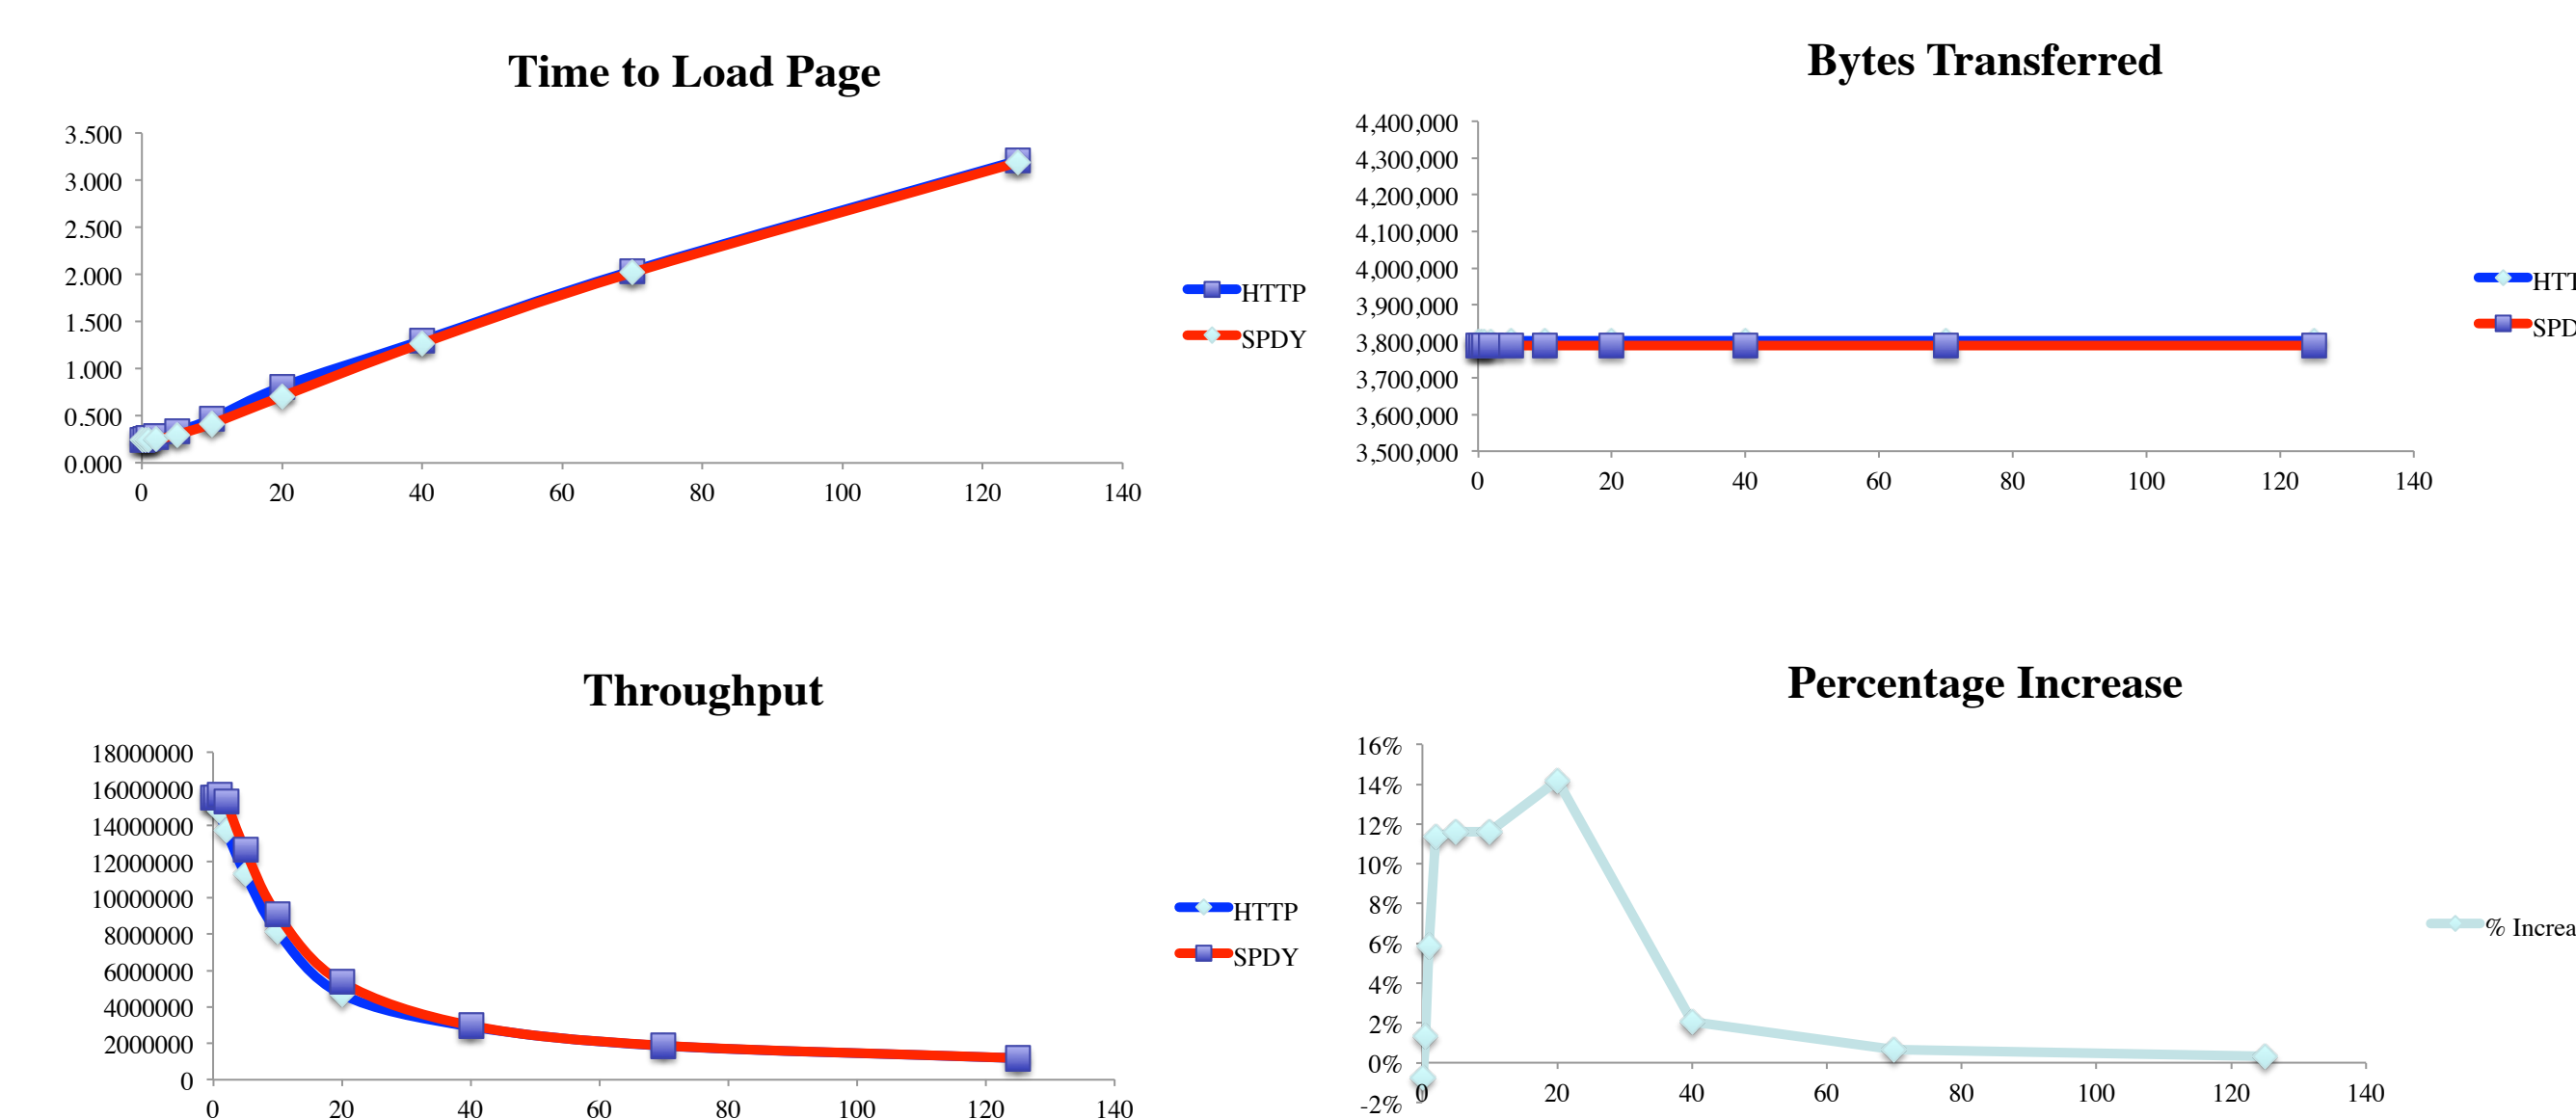 Time to Load Page
3.500
3.000
2.500
2.000
1.500
1.000
0.500
0.000
0 20 40 60 80 100 120 140
HTTP
SPDY
Bytes Transferred
4,400,000
4,300,000
4,200,000
4,100,000
4,000,000
3,900,000
3,800,000
3,700,000
3,600,000
3,500,000
0 20 40 60 80 100 120 140
HTT
SPD
Throughput
18000000
16000000
14000000
12000000
10000000
8000000
6000000
4000000
2000000
0
0 20 40 60 80 100 120 140
HTTP
SPDY
Percentage Increase
16%
14%
12%
10%
8%
6%
4%
2%
0%
-2%
0 20 40 60 80 100 120 140
% Increa